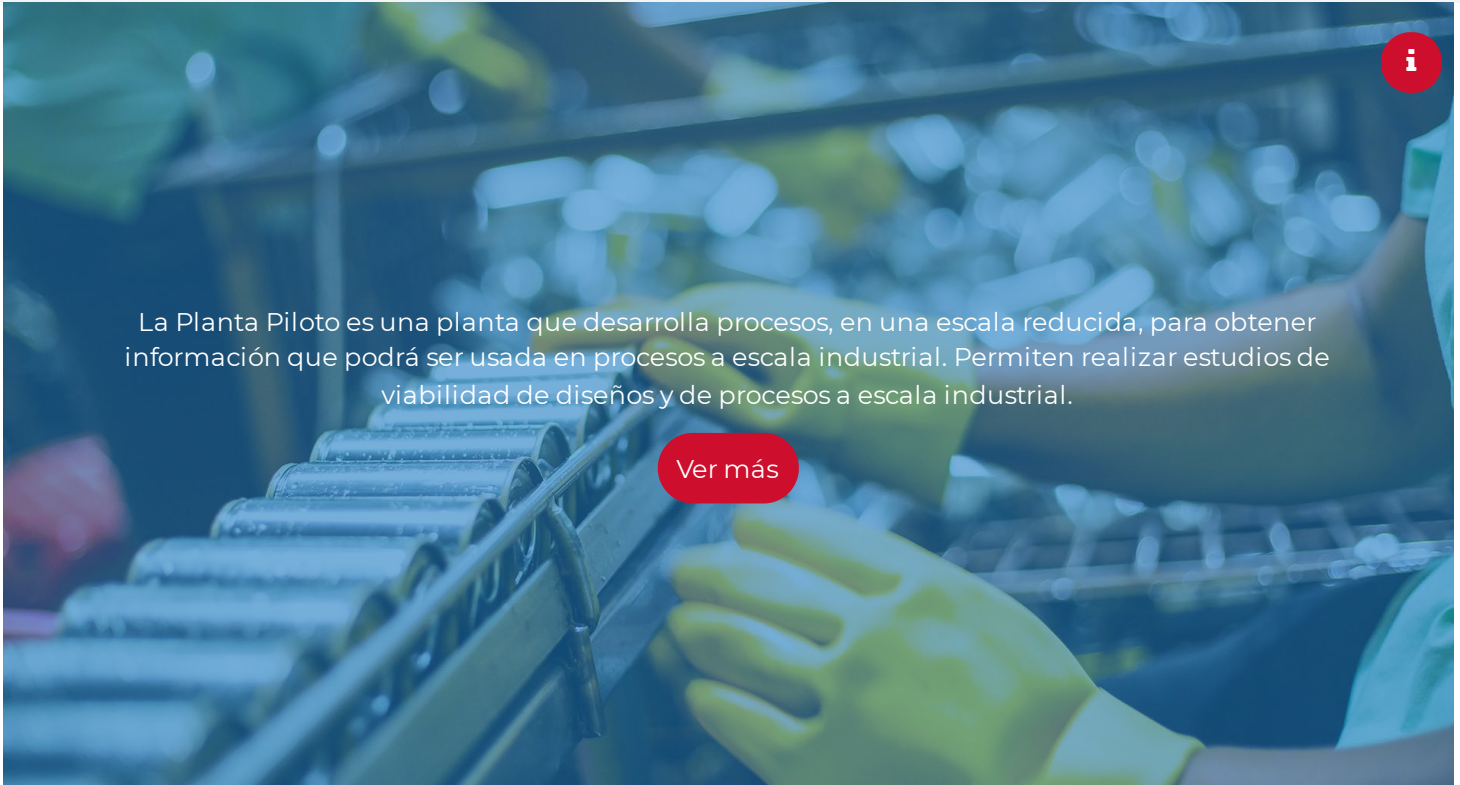 i
La Planta Piloto es una planta que desarrolla procesos, en una escala reducida, para obtener
información que podrá ser usada en procesos a escala industrial. Permiten realizar estudios de
viabilidad de diseños y de procesos a escala industrial.
Ver más